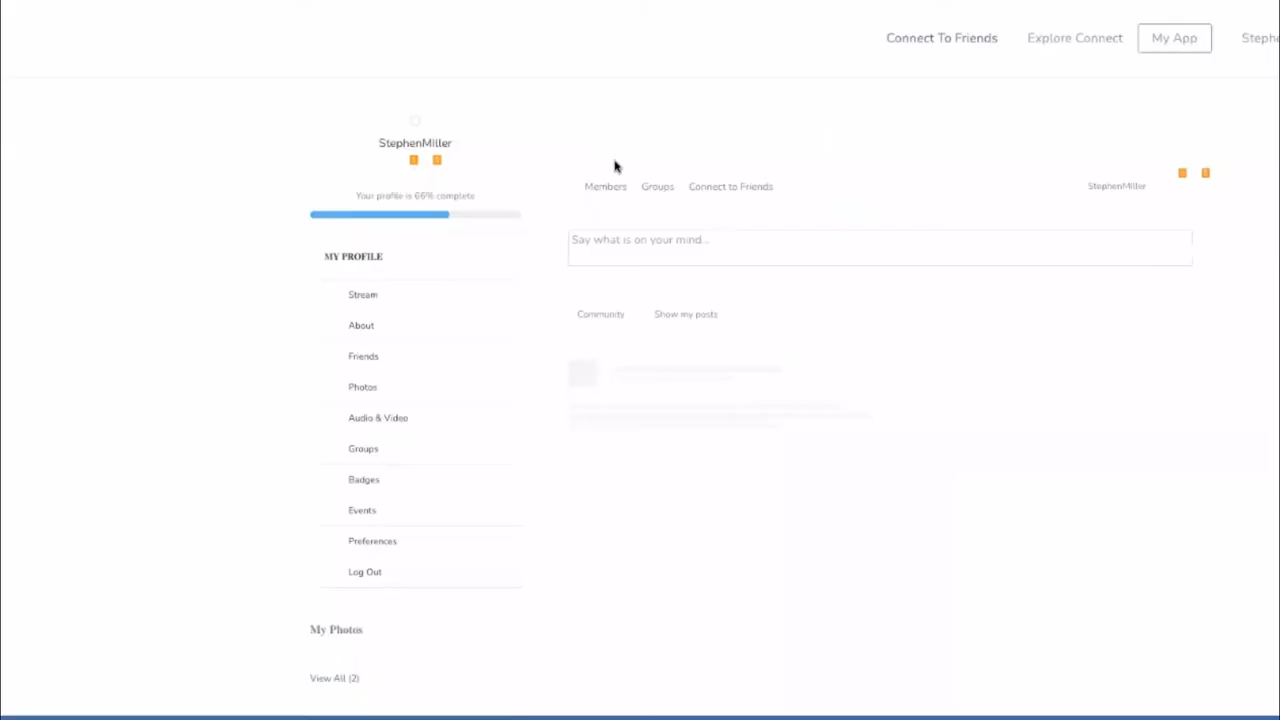 Connect To Friends Explore Connect My App Steph
StephenMiller
Your profile is 66% complete
MY PROFILE
Stream
About
Friends
Photos
Audio & Video
Groups
Badges
Events
Preferences
Log Out
My Photos
View All (2)
Members Groups Connect to Friends StephenMiller
Say what is on your mind...
Community Show my posts